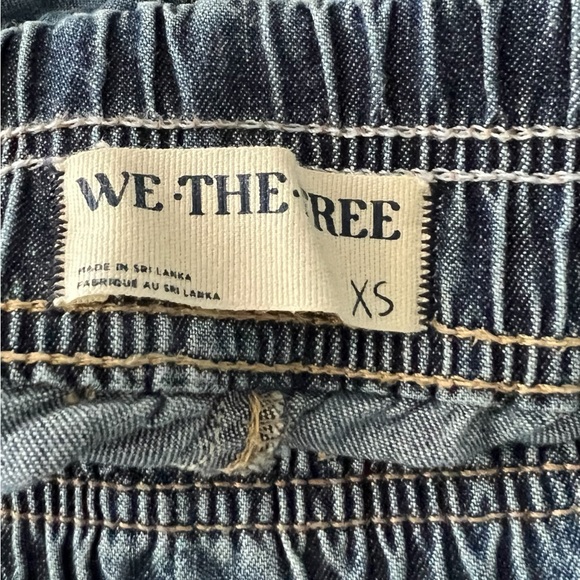 WE·THE·FREE
MADE IN SRI LANKA
FABRIQUÉ AU SRI LANKA
XS